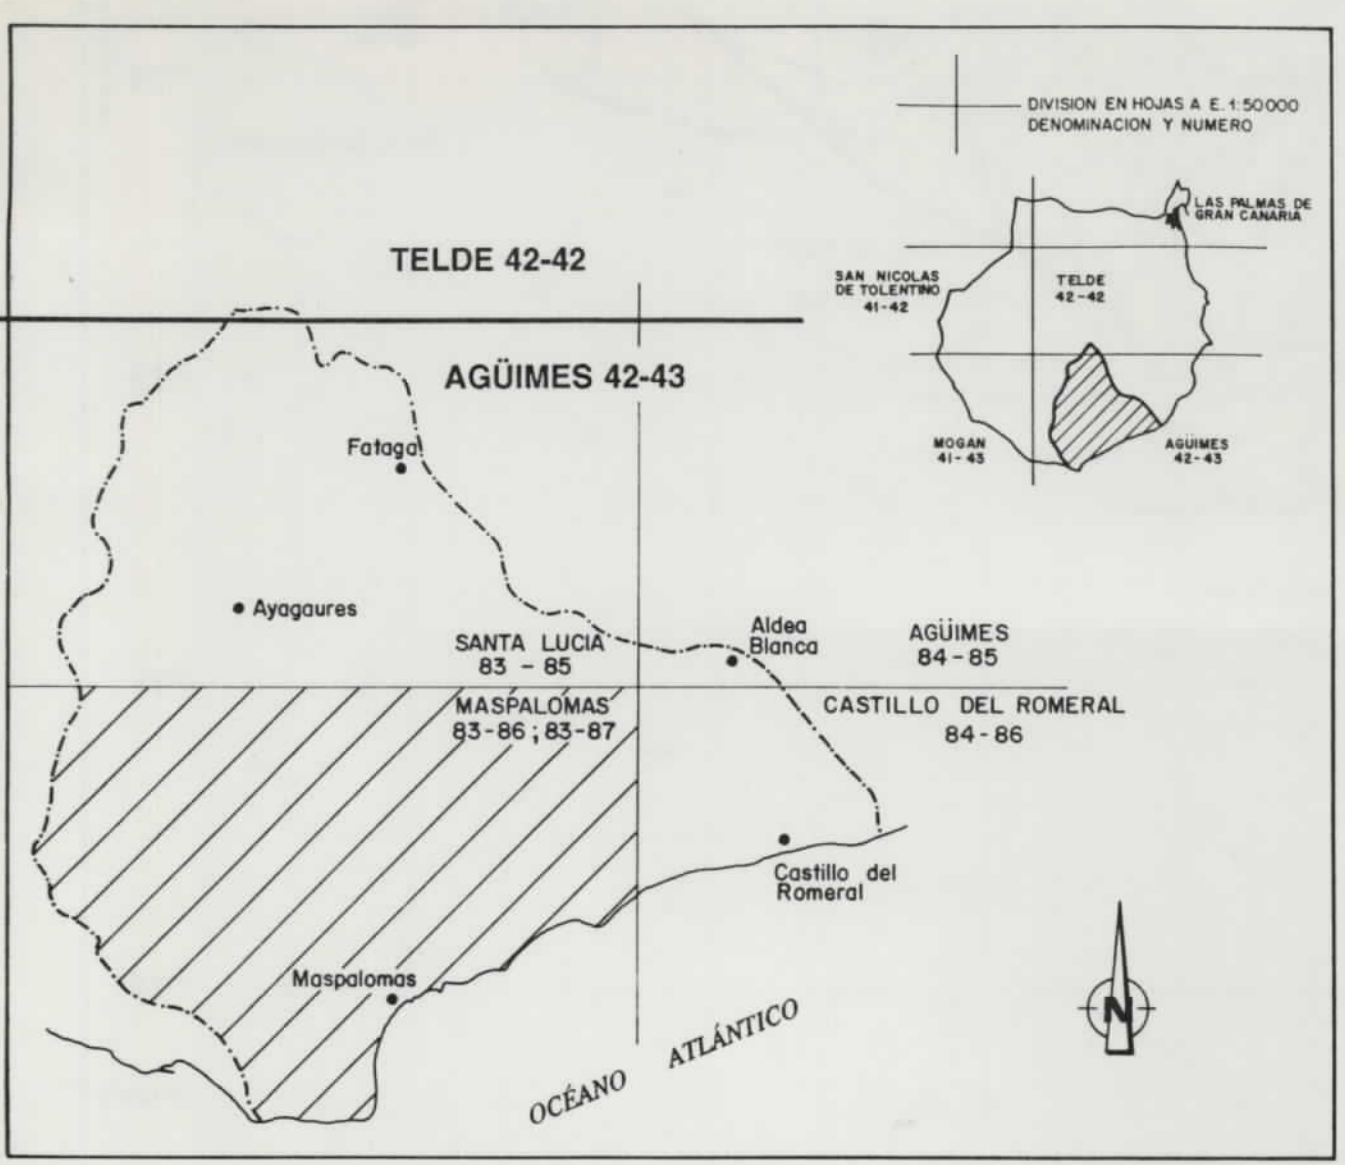 DIVISION EN HOJAS A E. 1:50000
DENOMINACION Y NUMERO
LAS PALMAS DE
GRAN CANARIA
SAN NICOLAS
DE TOLENTINO
41-42
TELDE
42-42
MOGAN
41-43
AGÜIMES
42-43
TELDE 42-42
AGÜIMES 42-43
Fataga
Ayagaures
SANTA LUCIA
83 - 85
Aldea
Blanca
AGÜIMES
84-85
MASPALOMAS
83-86; 83-87
CASTILLO DEL ROMERAL
84-86
Castillo del
Romeral
Maspalomas
OCÉANO ATLÁNTICO
N